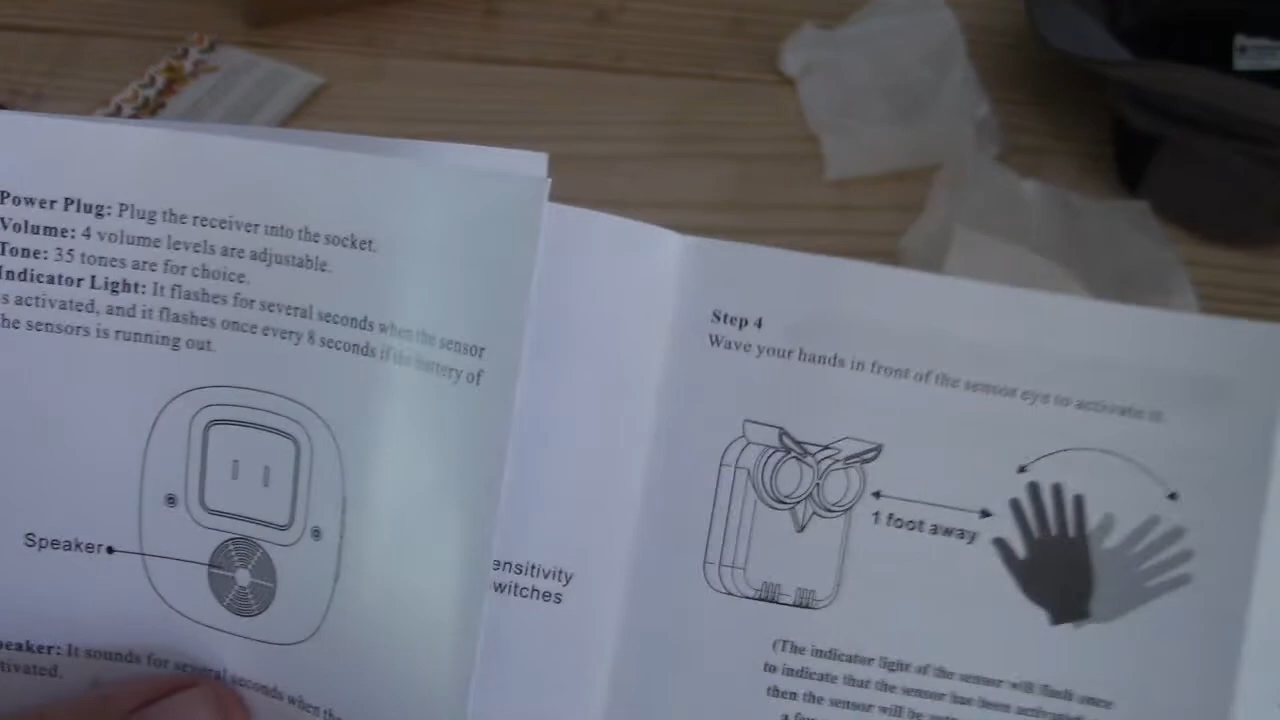 Power Plug: Plug the receiver into the socket.
Volume: 4 volume levels are adjustable.
Tone: 35 tones are for choice.
Indicator Light: It flashes for several seconds when the sensor
s activated, and it flashes once every 8 seconds if the battery of
he sensors is running out.
Speaker
eaker: It sounds for several seconds when the
tivated.
ensitivity
witches
Step 4
Wave your hands in front of the sensor eye to activate it.
1 foot away
(The indicator light of the sensor will flash once
to indicate that the sensor has been activated
then the sensor will be
a